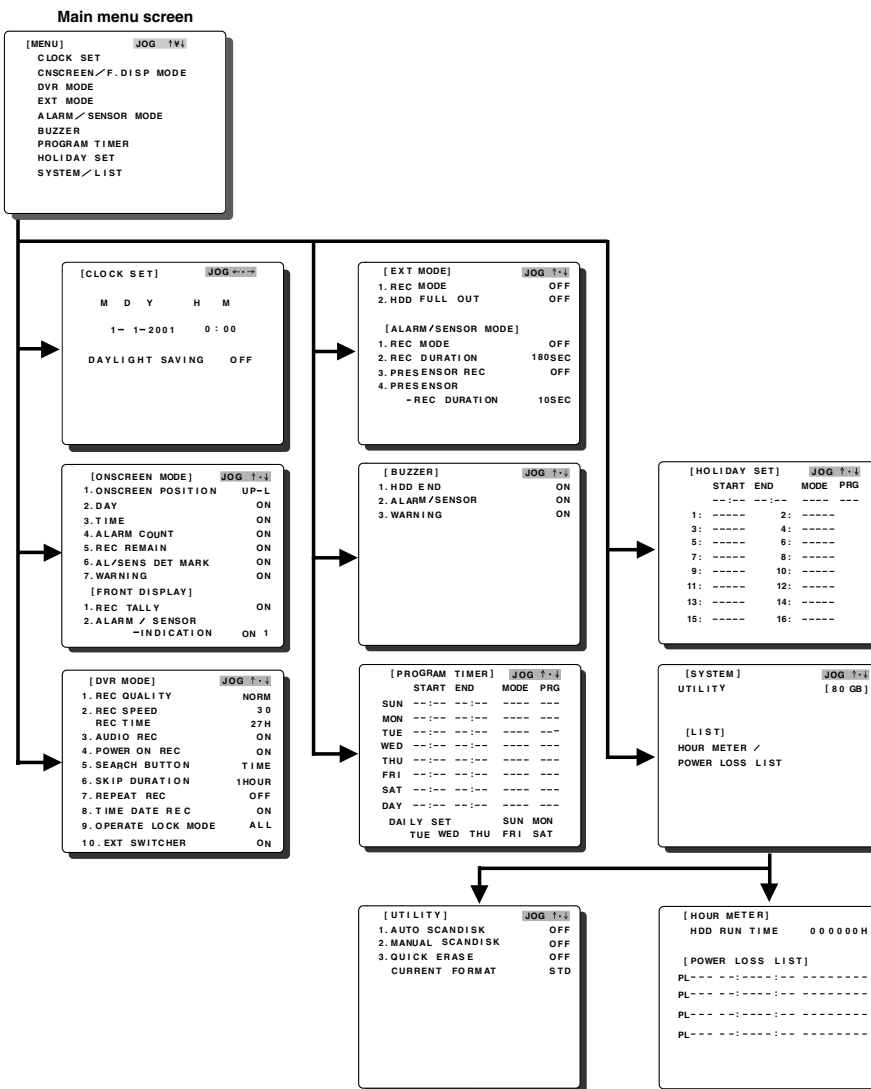 Main menu screen
[MENU] JOG ↑¥↓
CLOCK SET
CNSCREEN/F.DISP MODE
DVR MODE
EXT MODE
ALARM/SENSOR MODE
BUZZER
PROGRAM TIMER
HOLIDAY SET
SYSTEM/LIST
[CLOCK SET] JOG ←·→
M D Y H M
1- 1-2001 0:00
DAYLIGHT SAVING OFF
[ONSCREEN MODE] JOG ↑·↓
1.ONSCREEN POSITION UP-L
2.DAY ON
3.TIME ON
4.ALARM COUNT ON
5.REC REMAIN ON
6.AL/SENS DET MARK ON
7.WARNING ON
[FRONT DISPLAY]
1.REC TALLY ON
2.ALARM / SENSOR
-INDICATION ON 1
[DVR MODE] JOG ↑·↓
1.REC QUALITY NORM
2.REC SPEED 30
REC TIME 27H
3.AUDIO REC ON
4.POWER ON REC ON
5.SEARCH BUTTON TIME
6.SKIP DURATION 1HOUR
7.REPEAT REC OFF
8.TIME DATE REC ON
9.OPERATE LOCK MODE ALL
10.EXT SWITCHER ON
[EXT MODE] JOG ↑·↓
1.REC MODE OFF
2.HDD FULL OUT OFF
[ALARM/SENSOR MODE]
1.REC MODE OFF
2.REC DURATION 180SEC
3.PRESENSOR REC OFF
4.PRESENSOR
-REC DURATION 10SEC
[BUZZER] JOG ↑·↓
1.HDD END ON
2.ALARM/SENSOR ON
3.WARNING ON
[PROGRAM TIMER] JOG ↑·↓
START END MODE PRG
SUN --:-- --:-- ---- ---
MON --:-- --:-- ---- ---
TUE --:-- --:-- ---- ---
WED --:-- --:-- ---- ---
THU --:-- --:-- ---- ---
FRI --:-- --:-- ---- ---
SAT --:-- --:-- ---- ---
DAY --:-- --:-- ---- ---
DAILY SET SUN MON
TUE WED THU FRI SAT
[HOLIDAY SET] JOG ↑·↓
START END MODE PRG
--:-- --:-- ---- ---
1: ----- 2: -----
3: ----- 4: -----
5: ----- 6: -----
7: ----- 8: -----
9: ----- 10: -----
11: ----- 12: -----
13: ----- 14: -----
15: ----- 16: -----
[SYSTEM] JOG ↑·↓
UTILITY [80 GB]
[LIST]
HOUR METER /
POWER LOSS LIST
[UTILITY] JOG ↑·↓
1.AUTO SCANDISK OFF
2.MANUAL SCANDISK OFF
3.QUICK ERASE OFF
CURRENT FORMAT STD
[HOUR METER]
HDD RUN TIME 000000H
[POWER LOSS LIST]
PL--- --:----:-- --------
PL--- --:----:-- --------
PL--- --:----:-- --------
PL--- --:----:-- --------